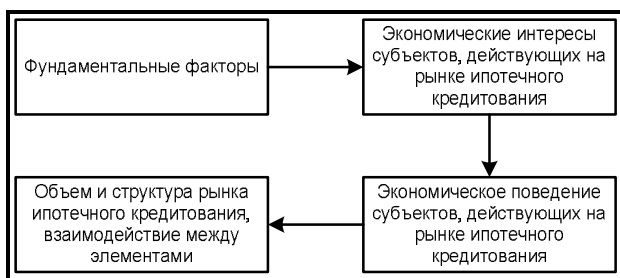 Фундаментальные факторы
Экономические интересы
субъектов, действующих на
рынке ипотечного
кредитования
Экономическое поведение
субъектов, действующих на
рынке ипотечного
кредитования
Объем и структура рынка
ипотечного кредитования,
взаимодействие между
элементами